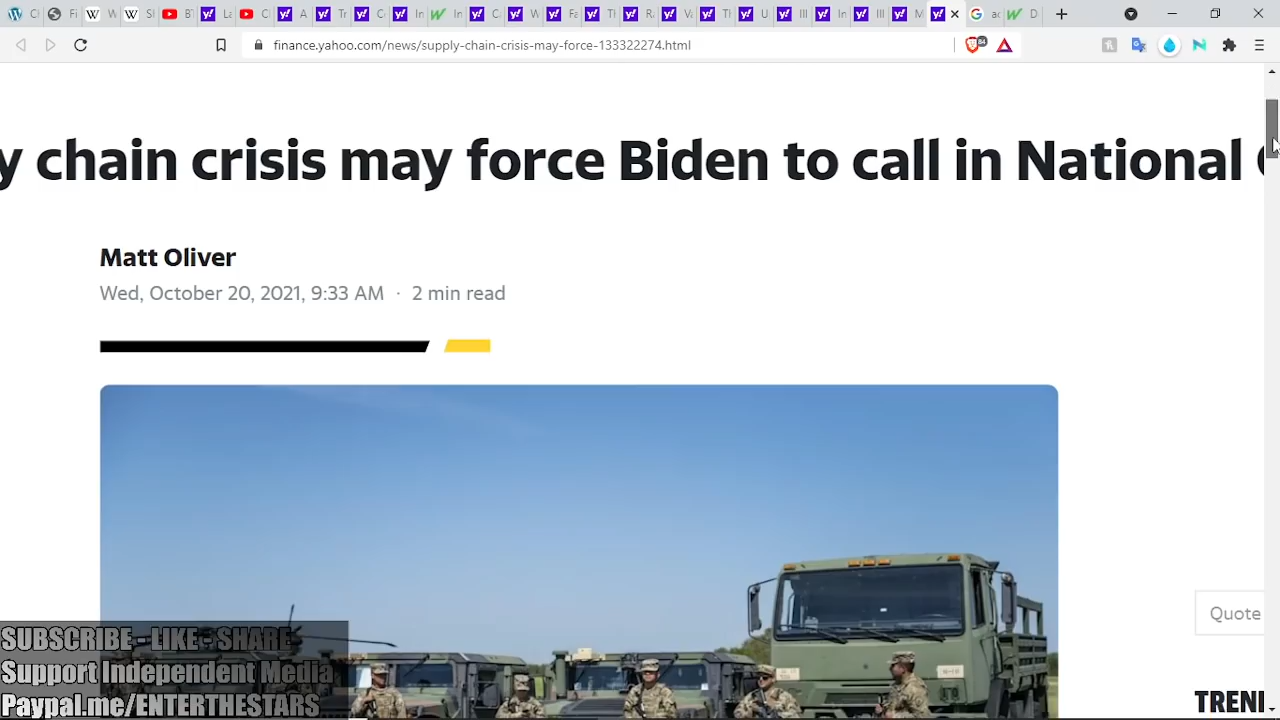 finance.yahoo.com/news/supply-chain-crisis-may-force-133322274.html
y chain crisis may force Biden to call in National
Matt Oliver
Wed, October 20, 2021, 9:33 AM · 2 min read
Quote
TREN
SUBSCRIBE - LIKE - SHARE
Support Independent Media
Paypal.me/ENTERTHESTARS